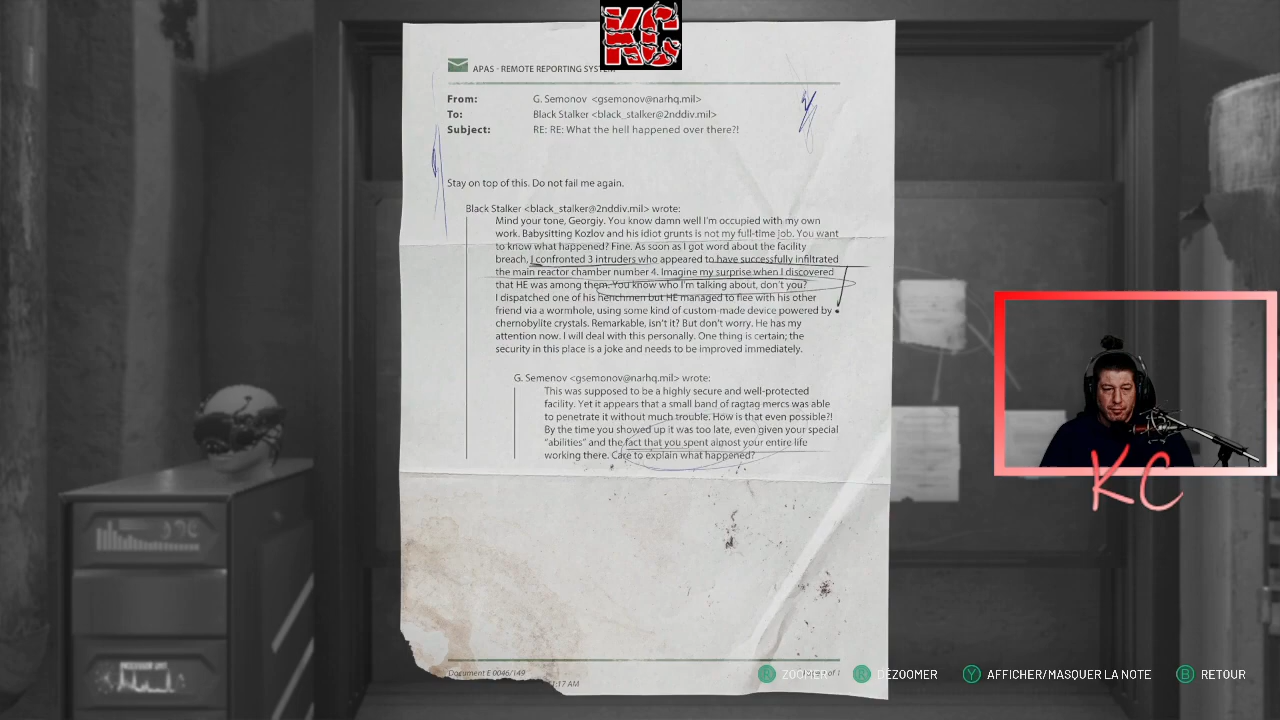 KC
APAS - REMOTE REPORTING SYSTEM
From: G. Semonov <gsemonov@narhq.mil>
To: Black Stalker <black_stalker@2nddiv.mil>
Subject: RE: RE: What the hell happened over there?!
Stay on top of this. Do not fail me again.
Black Stalker <black_stalker@2nddiv.mil> wrote:
Mind your tone, Georgiy. You know damn well I'm occupied with my own
work. Babysitting Kozlov and his idiot grunts is not my full-time job. You want
to know what happened? Fine. As soon as I got word about the facility
breach, I confronted 3 intruders who appeared to have successfully infiltrated
the main reactor chamber number 4. Imagine my surprise when I discovered
that HE was among them. You know who I'm talking about, don't you?
I dispatched one of his henchmen but HE managed to flee with his other
friend via a wormhole, using some kind of custom-made device powered by
chernobylite crystals. Remarkable, isn't it? But don't worry. He has my
attention now. I will deal with this personally. One thing is certain; the
security in this place is a joke and needs to be improved immediately.
G. Semenov <gsemonov@narhq.mil> wrote:
This was supposed to be a highly secure and well-protected
facility. Yet it appears that a small band of ragtag mercs was able
to penetrate it without much trouble. How is that even possible?!
By the time you showed up it was too late, even given your special
"abilities" and the fact that you spent almost your entire life
working there. Care to explain what happened?
KC
Document E 0046/149
of 1
1:17 AM
R ZOOMER R DÉZOOMER Y AFFICHER/MASQUER LA NOTE B RETOUR